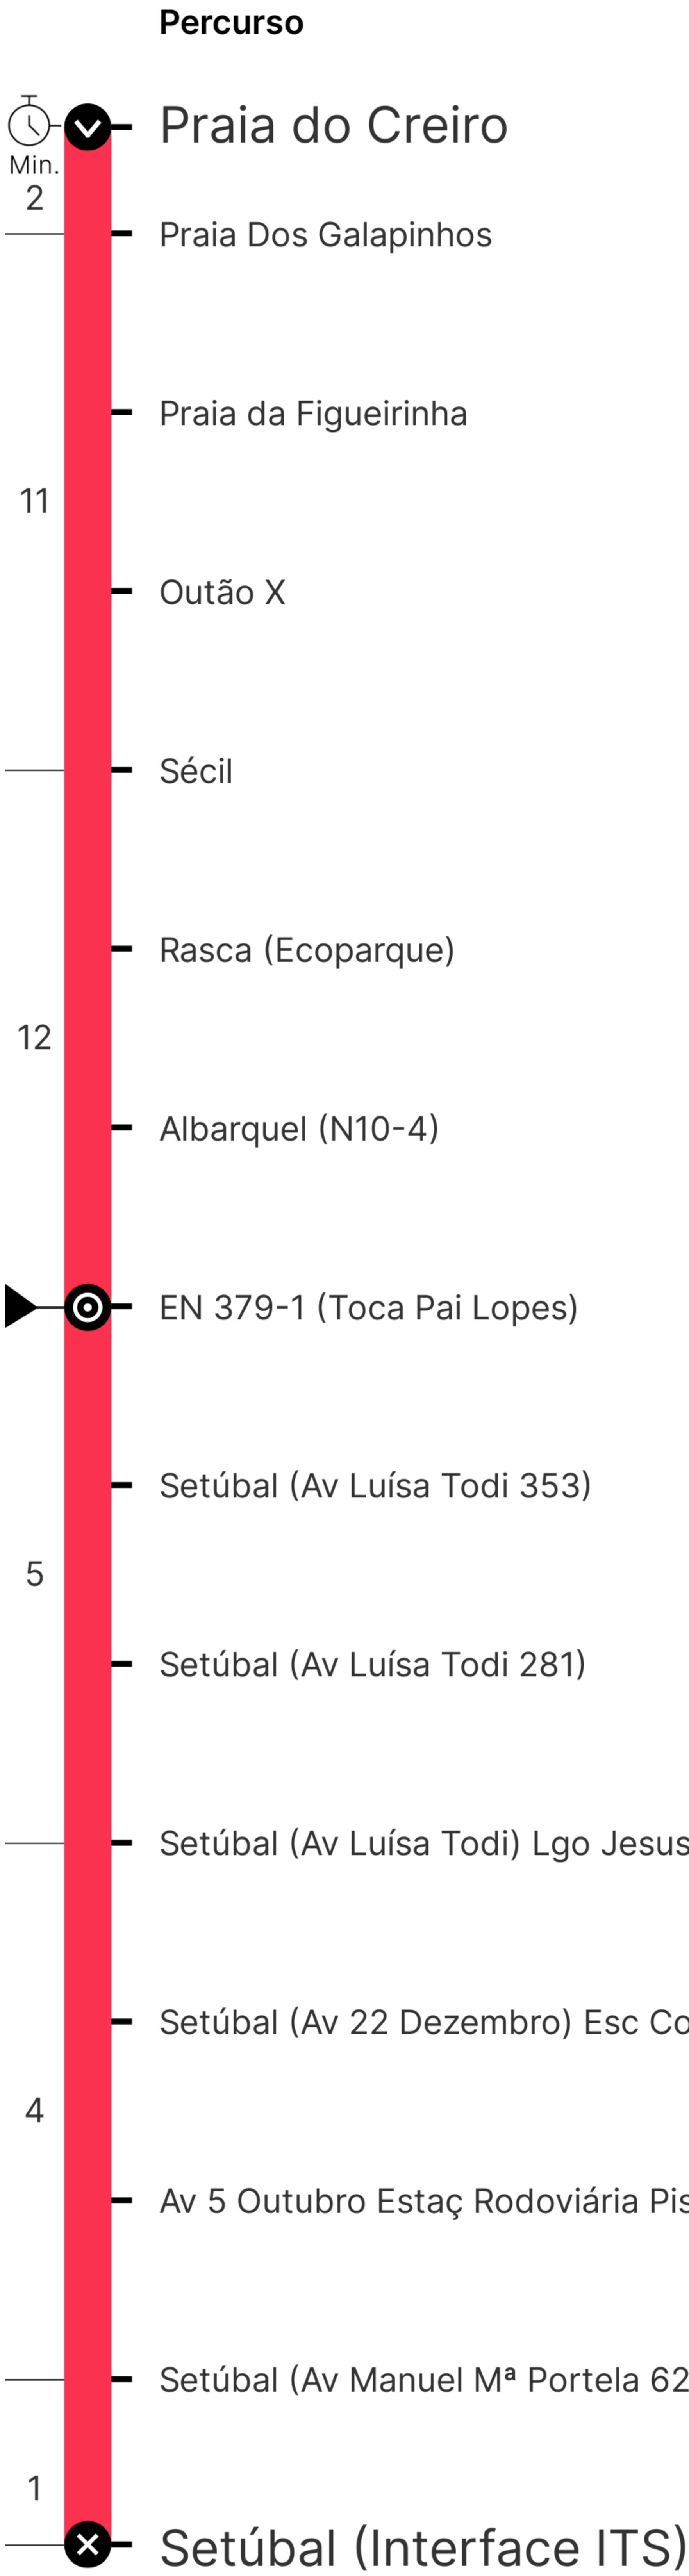 Percurso
Praia do Creiro
Min.
2
Praia Dos Galapinhos
Praia da Figueirinha
11
Outão X
Sécil
Rasca (Ecoparque)
12
Albarquel (N10-4)
EN 379-1 (Toca Pai Lopes)
Setúbal (Av Luísa Todi 353)
5
Setúbal (Av Luísa Todi 281)
Setúbal (Av Luísa Todi) Lgo Jesus
Setúbal (Av 22 Dezembro) Esc Co
4
Av 5 Outubro Estaç Rodoviária Pis
Setúbal (Av Manuel Mª Portela 62
1
Setúbal (Interface ITS)